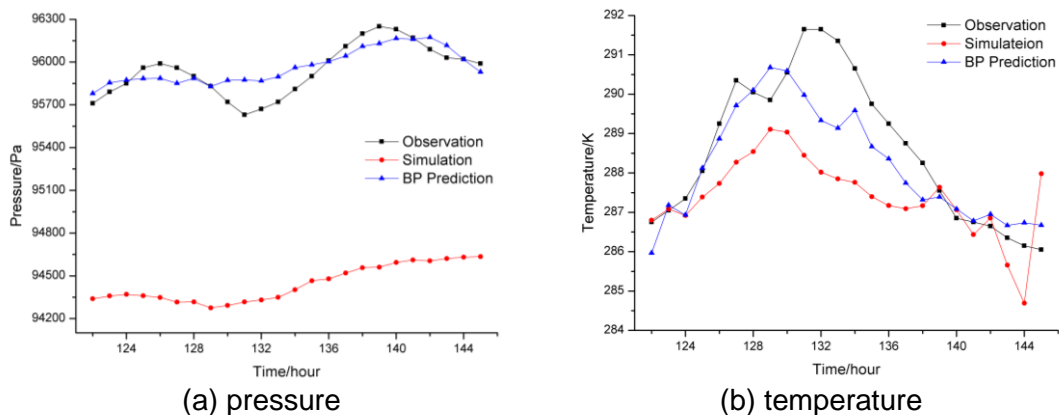 96300
96000
95700
95400
95100
94800
94500
94200
Pressure/Pa
Observation
Simulation
BP Prediction
124
128
132
136
140
144
Time/hour
(a) pressure
292
291
290
289
288
287
286
285
284
Temperature/K
Observation
Simulateion
BP Prediction
124
128
132
136
140
144
Time/hour
(b) temperature